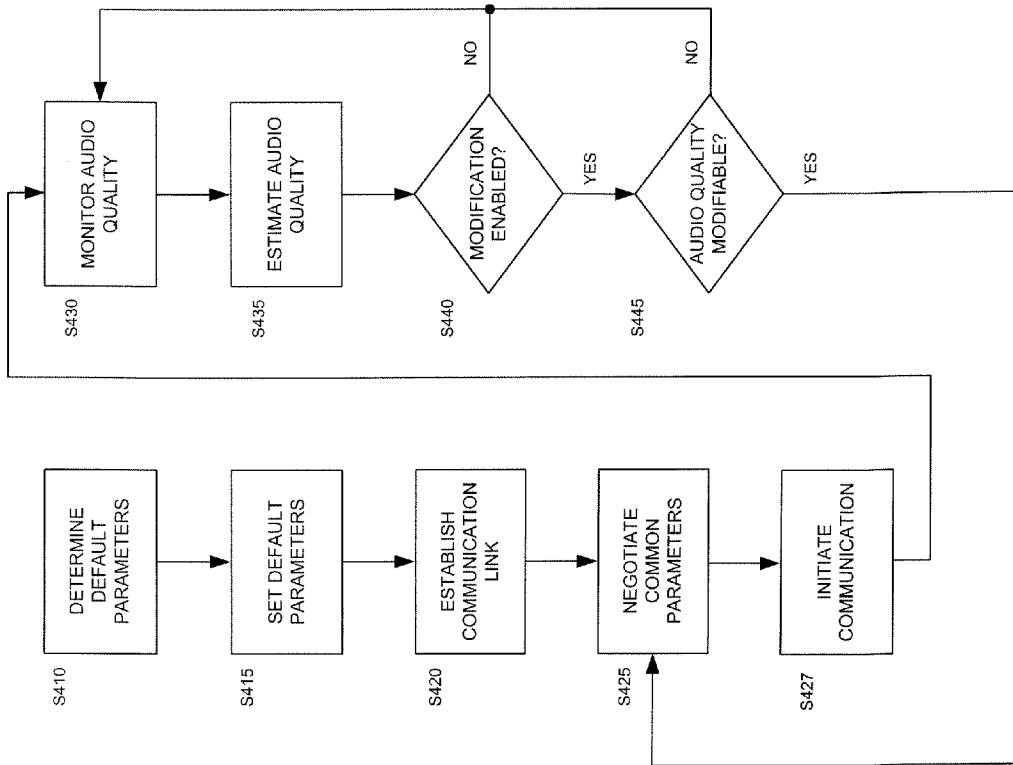 S410
DETERMINE
DEFAULT
PARAMETERS
S415
SET DEFAULT
PARAMETERS
S420
ESTABLISH
COMMUNICATION
LINK
S425
NEGOTIATE
COMMON
PARAMETERS
S427
INITIATE
COMMUNICATION
S430
MONITOR AUDIO
QUALITY
S435
ESTIMATE AUDIO
QUALITY
S440
MODIFICATION
ENABLED?
NO
YES
S445
AUDIO QUALITY
MODIFIABLE?
NO
YES